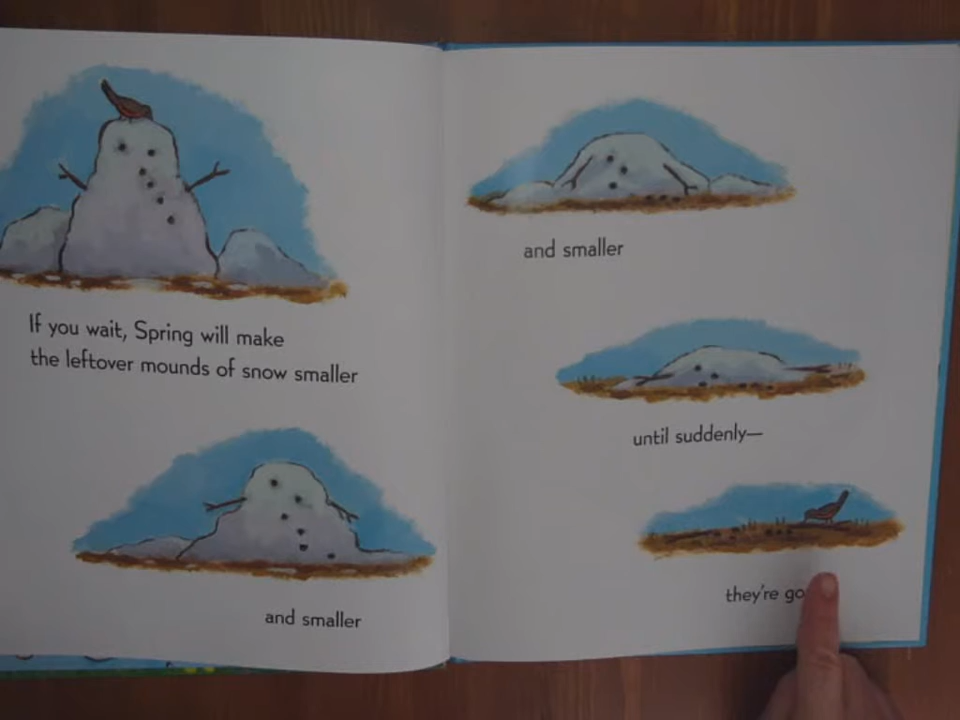 If you wait, Spring will make
the leftover mounds of snow smaller
and smaller
and smaller
until suddenly—
they're